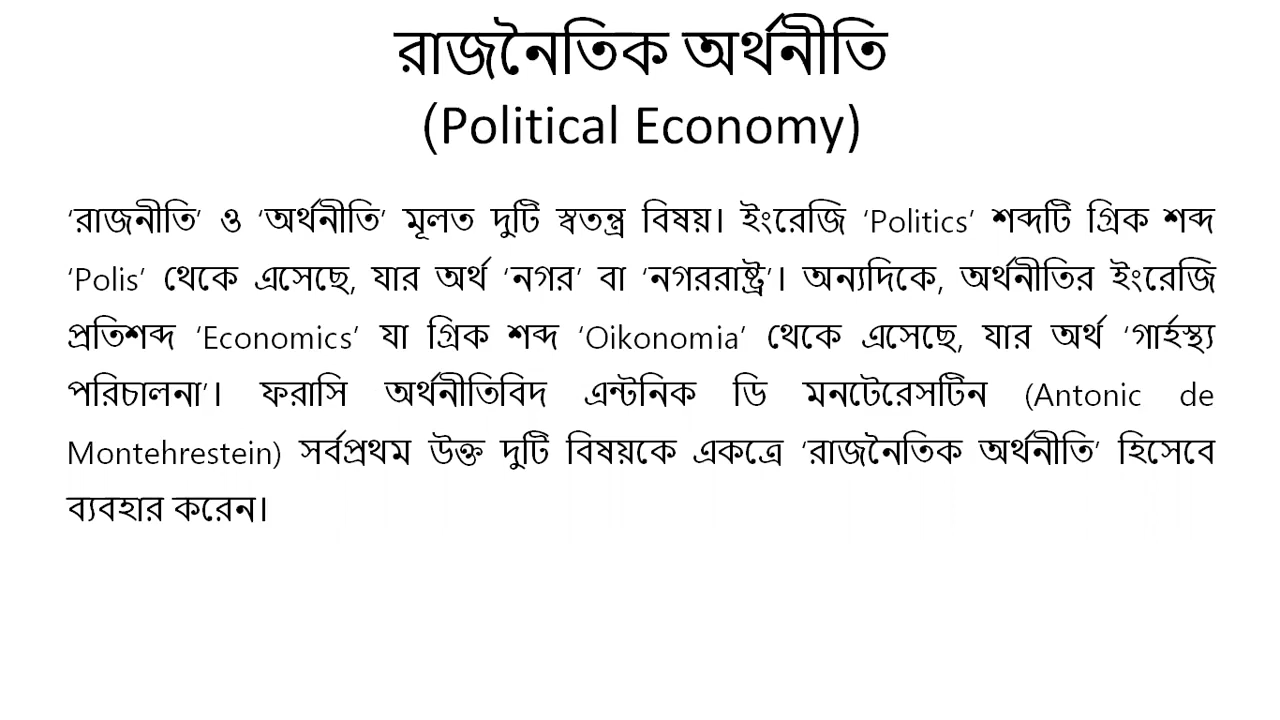 রাজনৈতিক অর্থনীতি
(Political Economy)
‘রাজনীতি’ ও ‘অর্থনীতি’ মূলত দুটি স্বতন্ত্র বিষয়। ইংরেজি ‘Politics’ শব্দটি গ্রিক শব্দ
‘Polis’ থেকে এসেছে, যার অর্থ ‘নগর’ বা ‘নগররাষ্ট্র’। অন্যদিকে, অর্থনীতির ইংরেজি
প্রতিশব্দ ‘Economics’ যা গ্রিক শব্দ ‘Oikonomia’ থেকে এসেছে, যার অর্থ ‘গার্হস্থ্য
পরিচালনা’। ফরাসি অর্থনীতিবিদ এন্টনিক ডি মনটেরেসটিন (Antonic de
Montehrestein) সর্বপ্রথম উক্ত দুটি বিষয়কে একত্রে ‘রাজনৈতিক অর্থনীতি’ হিসেবে
ব্যবহার করেন।